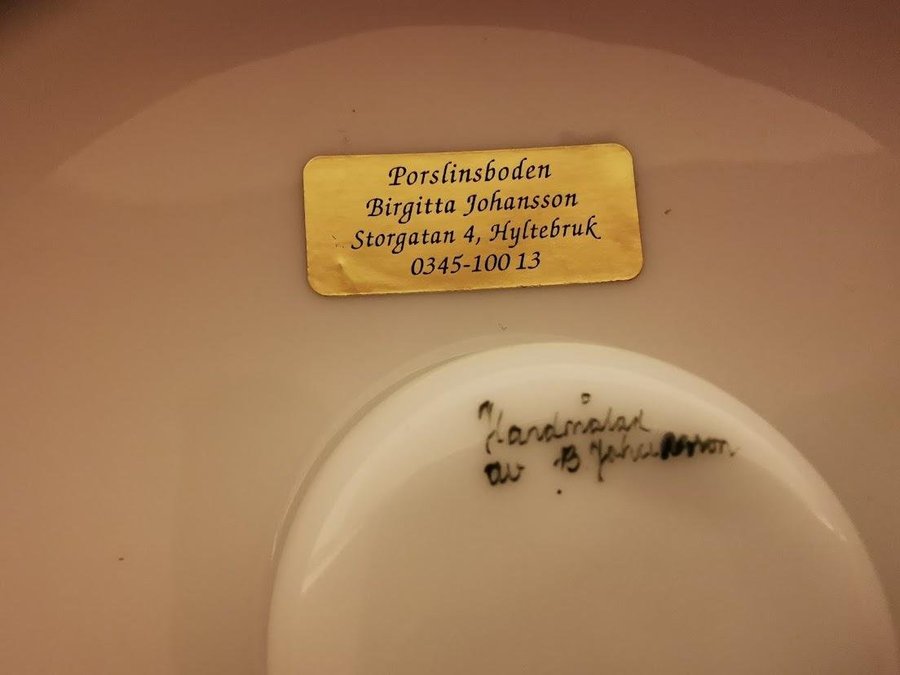 Porslinsboden
Birgitta Johansson
Storgatan 4, Hyltebruk
0345-100 13
Handmålad
av B Johansson